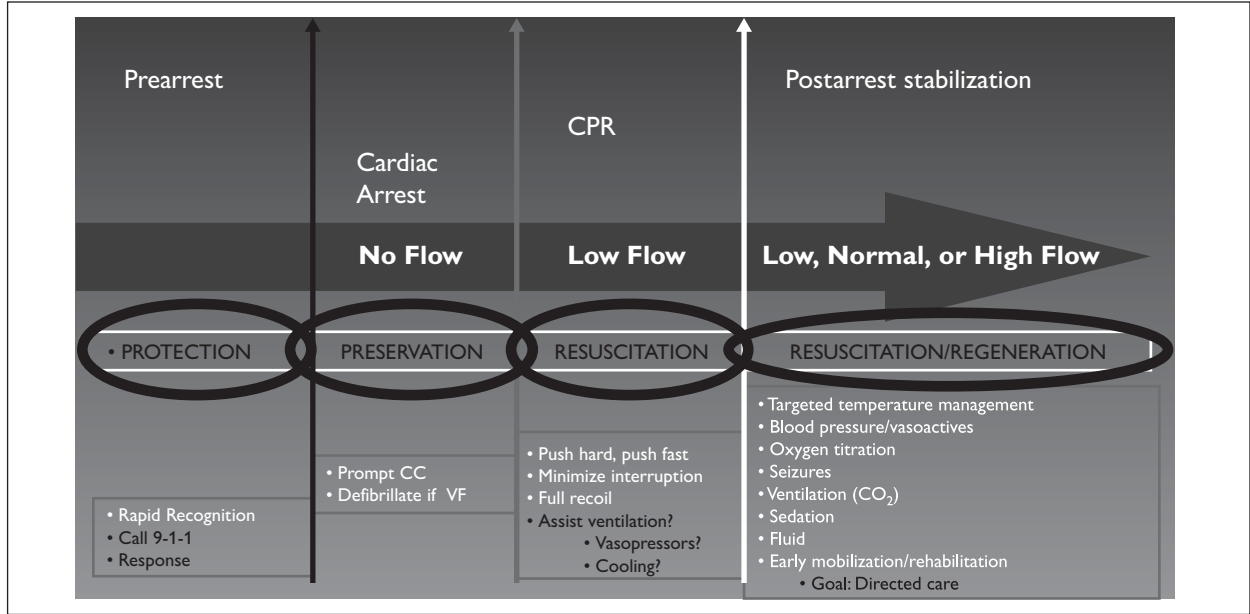 Prearrest
Cardiac
Arrest
CPR
Postarrest stabilization
No Flow
Low Flow
Low, Normal, or High Flow
• PROTECTION
PRESERVATION
RESUSCITATION
RESUSCITATION/REGENERATION
• Rapid Recognition
• Call 9-1-1
• Response
• Prompt CC
• Defibrillate if VF
• Push hard, push fast
• Minimize interruption
• Full recoil
• Assist ventilation?
• Vasopressors?
• Cooling?
• Targeted temperature management
• Blood pressure/vasoactives
• Oxygen titration
• Seizures
• Ventilation (CO₂)
• Sedation
• Fluid
• Early mobilization/rehabilitation
• Goal: Directed care